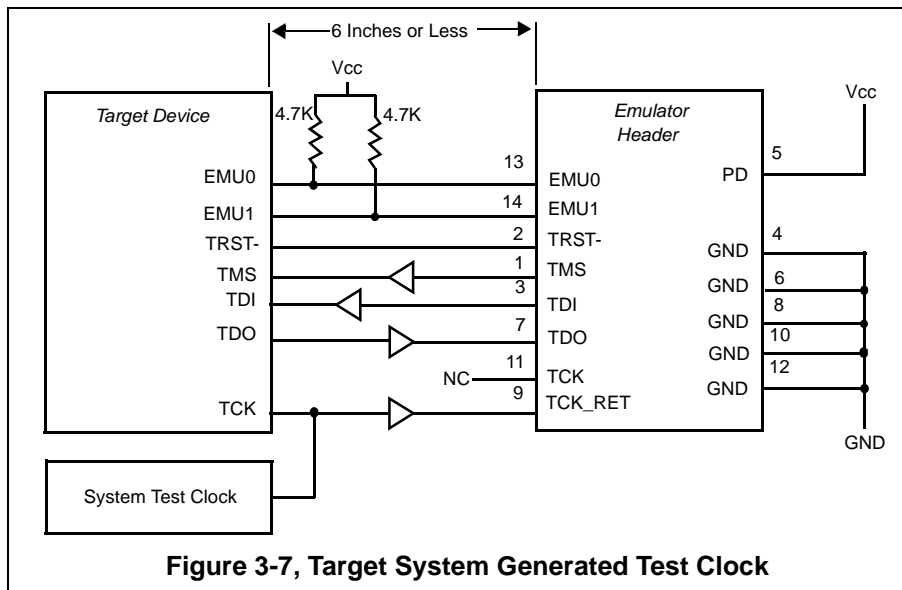 6 Inches or Less
Vcc
Vcc
Target Device
4.7K
4.7K
Emulator
Header
13
5
EMU0
EMU0
PD
14
EMU1
EMU1
2
4
TRST-
TRST-
GND
1
TMS
TMS
6
GND
3
TDI
TDI
8
GND
7
TDO
TDO
10
GND
11
NC
TCK
12
GND
9
TCK
TCK_RET
GND
System Test Clock
Figure 3-7, Target System Generated Test Clock